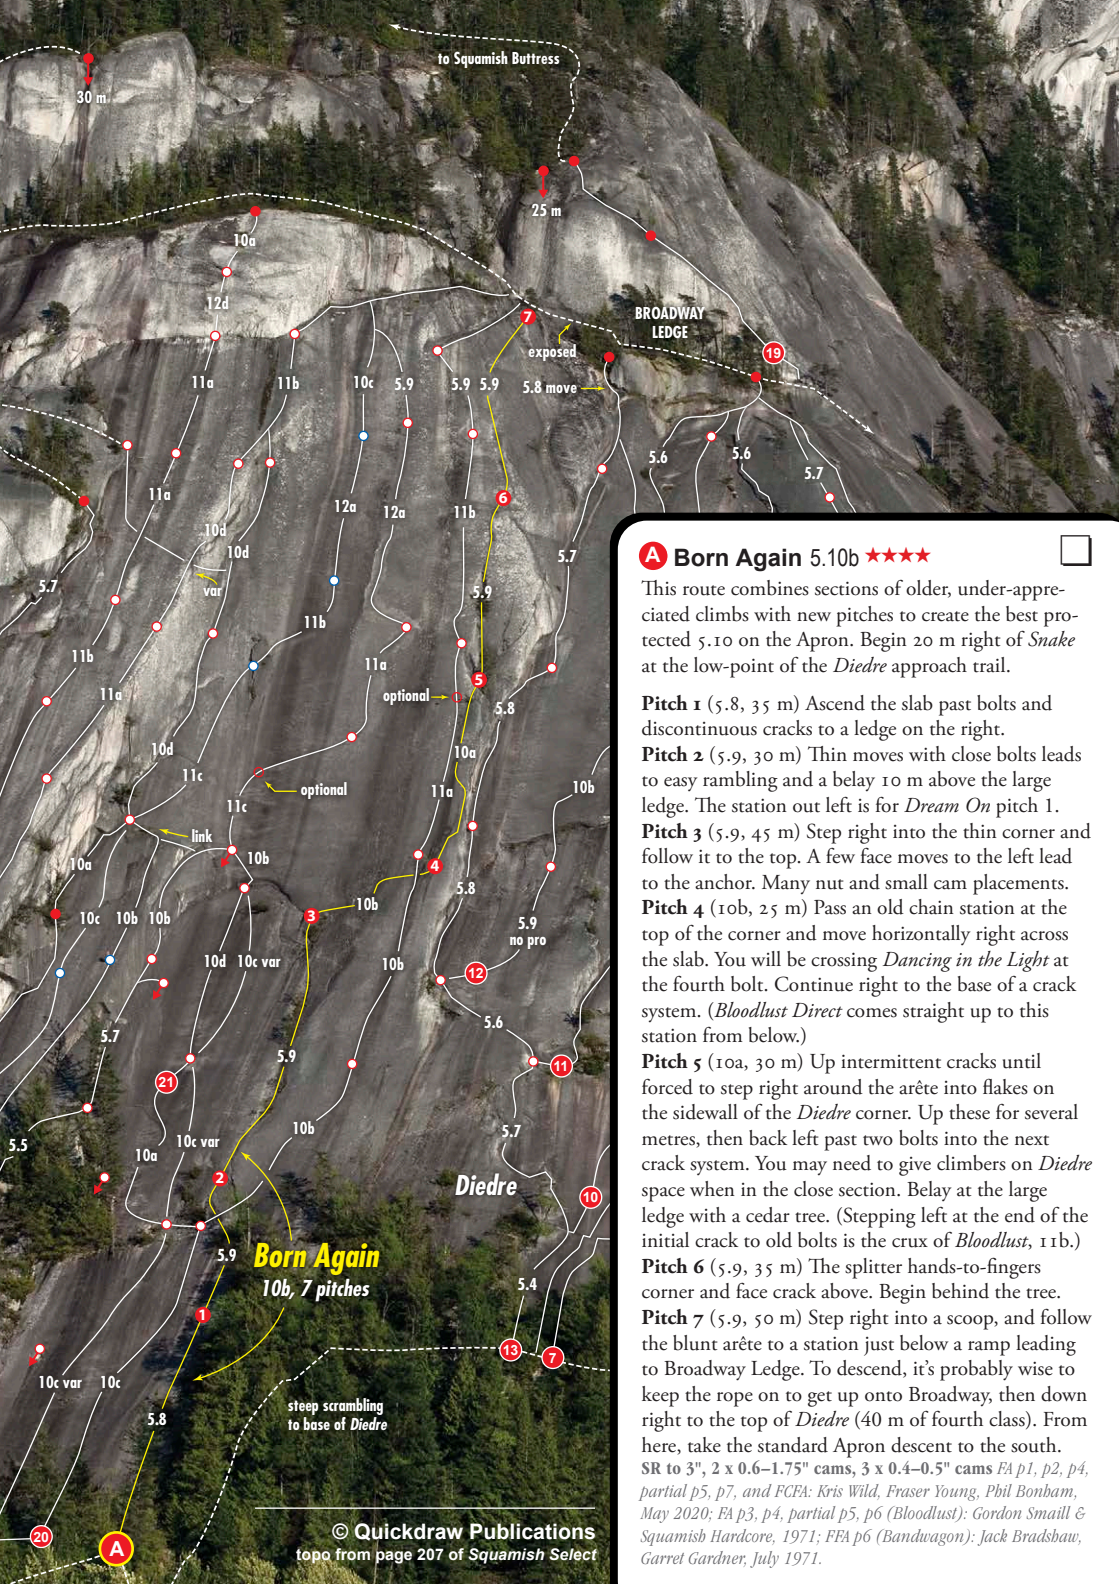 to Squamish Buttress
30 m
25 m
10a
12d
BROADWAY
LEDGE
7
exposed
19
11a
11b
10c
5.9
5.9
5.9
5.8 move
5.6
5.6
5.7
11a
12a
12a
11b
6
10d
10d
var
5.7
5.7
5.9
11b
11b
11a
11a
5
optional
5.8
10d
11c
10a
optional
11c
11a
10b
link
10a
10b
4
5.8
10c
10b
10b
10b
3
5.9
no pro
10d
10c var
10b
12
5.7
5.6
5.9
11
21
5.5
10c var
10a
10b
5.7
2
Diedre
10
5.9
Born Again
10b, 7 pitches
5.4
1
13
7
10c var
10c
5.8
steep scrambling
to base of Diedre
20
A
© Quickdraw Publications
topo from page 207 of Squamish Select
A Born Again 5.10b ★★★★
This route combines sections of older, under-appre-
ciated climbs with new pitches to create the best pro-
tected 5.10 on the Apron. Begin 20 m right of Snake
at the low-point of the Diedre approach trail.
Pitch 1 (5.8, 35 m) Ascend the slab past bolts and
discontinuous cracks to a ledge on the right.
Pitch 2 (5.9, 30 m) Thin moves with close bolts leads
to easy rambling and a belay 10 m above the large
ledge. The station out left is for Dream On pitch 1.
Pitch 3 (5.9, 45 m) Step right into the thin corner and
follow it to the top. A few face moves to the left lead
to the anchor. Many nut and small cam placements.
Pitch 4 (10b, 25 m) Pass an old chain station at the
top of the corner and move horizontally right across
the slab. You will be crossing Dancing in the Light at
the fourth bolt. Continue right to the base of a crack
system. (Bloodlust Direct comes straight up to this
station from below.)
Pitch 5 (10a, 30 m) Up intermittent cracks until
forced to step right around the arête into flakes on
the sidewall of the Diedre corner. Up these for several
metres, then back left past two bolts into the next
crack system. You may need to give climbers on Diedre
space when in the close section. Belay at the large
ledge with a cedar tree. (Stepping left at the end of the
initial crack to old bolts is the crux of Bloodlust, 11b.)
Pitch 6 (5.9, 35 m) The splitter hands-to-fingers
corner and face crack above. Begin behind the tree.
Pitch 7 (5.9, 50 m) Step right into a scoop, and follow
the blunt arête to a station just below a ramp leading
to Broadway Ledge. To descend, it's probably wise to
keep the rope on to get up onto Broadway, then down
right to the top of Diedre (40 m of fourth class). From
here, take the standard Apron descent to the south.
SR to 3", 2 x 0.6–1.75" cams, 3 x 0.4–0.5" cams FA p1, p2, p4,
partial p5, p7, and FCFA: Kris Wild, Fraser Young, Phil Bonham,
May 2020; FA p3, p4, partial p5, p6 (Bloodlust): Gordon Smaill &
Squamish Hardcore, 1971; FFA p6 (Bandwagon): Jack Bradshaw,
Garret Gardner, July 1971.